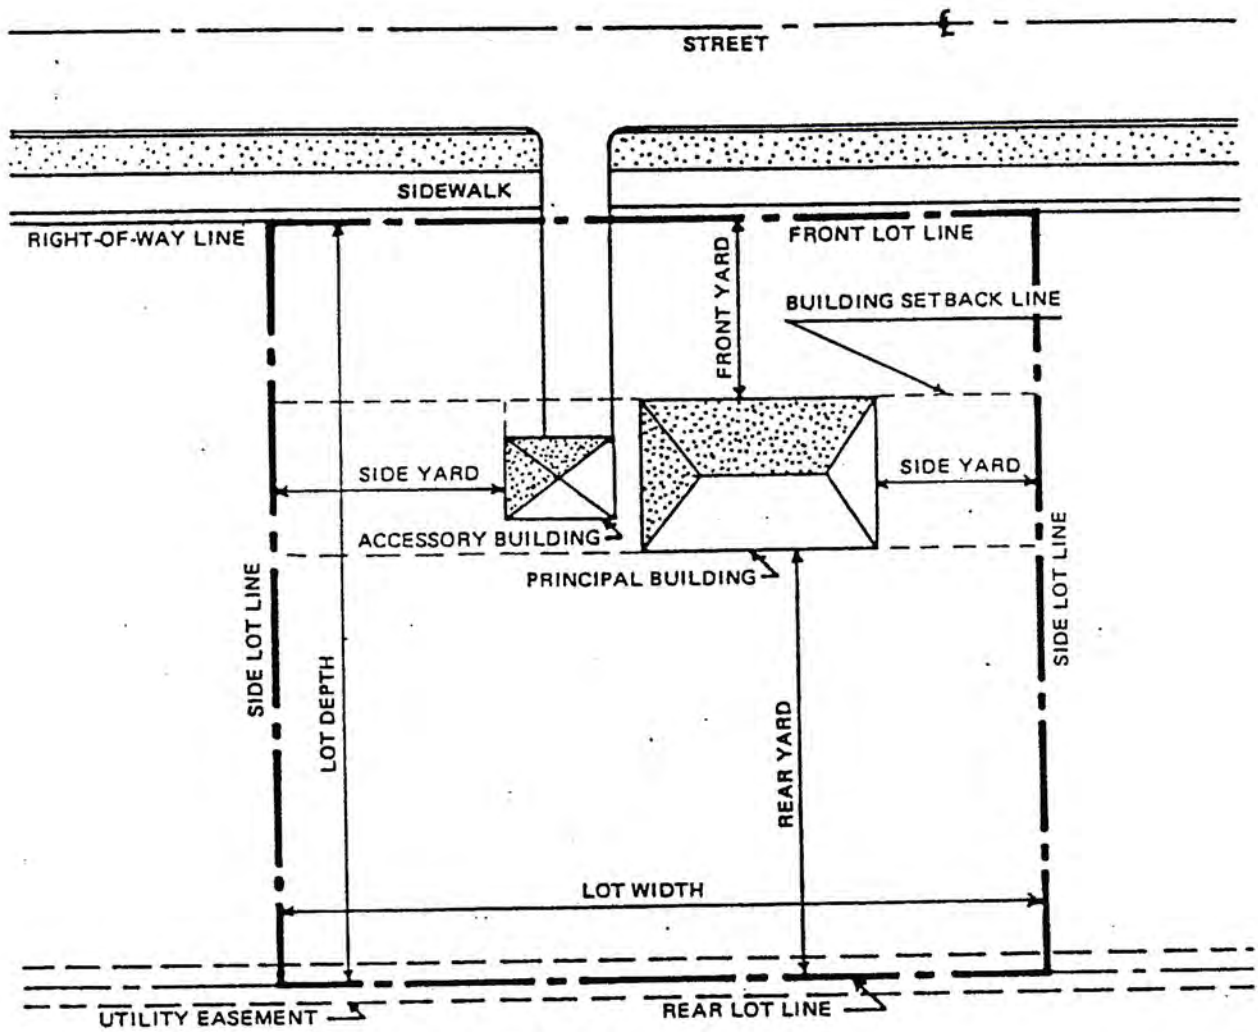 ℄
STREET
SIDEWALK
RIGHT-OF-WAY LINE
FRONT LOT LINE
FRONT YARD
BUILDING SETBACK LINE
SIDE YARD
SIDE YARD
ACCESSORY BUILDING
PRINCIPAL BUILDING
SIDE LOT LINE
LOT DEPTH
REAR YARD
SIDE LOT LINE
LOT WIDTH
UTILITY EASEMENT
REAR LOT LINE